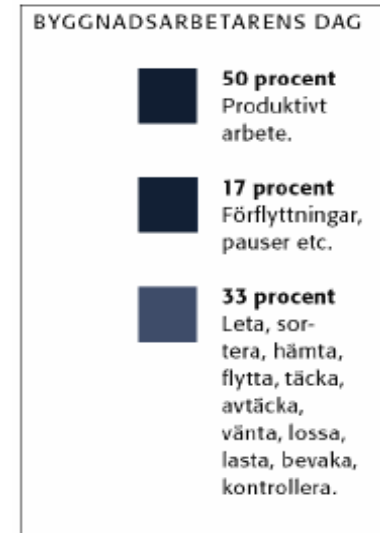 BYGGNADSARBETARENS DAG
50 procent
Produktivt
arbete.
17 procent
Förflyttningar,
pauser etc.
33 procent
Leta, sor-
tera, hämta,
flytta, täcka,
avtäcka,
vänta, lossa,
lasta, bevaka,
kontrollera.